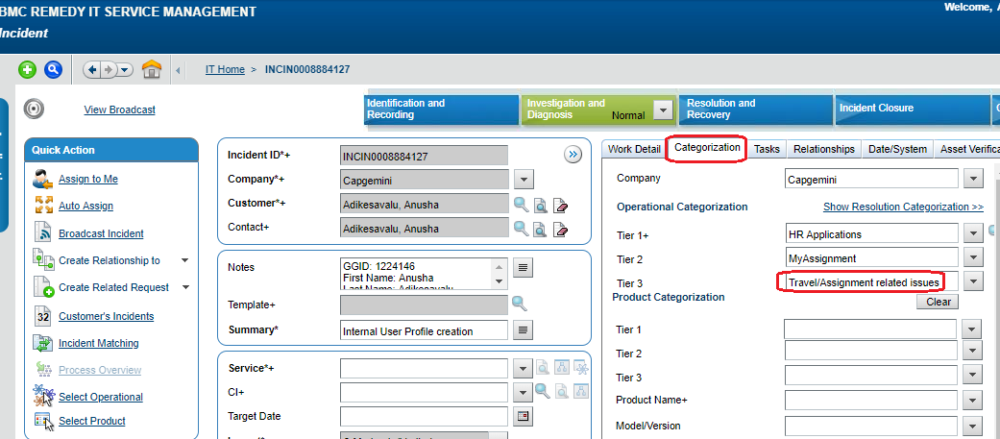 BMC REMEDY IT SERVICE MANAGEMENT
Welcome, A
Incident
IT Home > INCIN0008884127
View Broadcast
Identification and
Recording
Investigation and
Diagnosis
Normal
Resolution and
Recovery
Incident Closure
Quick Action
Assign to Me
Auto Assign
Broadcast Incident
Create Relationship to
Create Related Request
32
Customer's Incidents
Incident Matching
Process Overview
Select Operational
Select Product
Incident ID*+
INCIN0008884127
Company*+
Capgemini
Customer*+
Adikesavalu, Anusha
Contact+
Adikesavalu, Anusha
Notes
GGID: 1224146
First Name: Anusha
Last Name: Adikesavalu
Template+
Summary*
Internal User Profile creation
Service*+
CI+
Target Date
Work Detail
Categorization
Tasks
Relationships
Date/System
Asset Verifica
Company
Capgemini
Operational Categorization
Show Resolution Categorization >>
Tier 1+
HR Applications
Tier 2
MyAssignment
Tier 3
Travel/Assignment related issues
Product Categorization
Clear
Tier 1
Tier 2
Tier 3
Product Name+
Model/Version